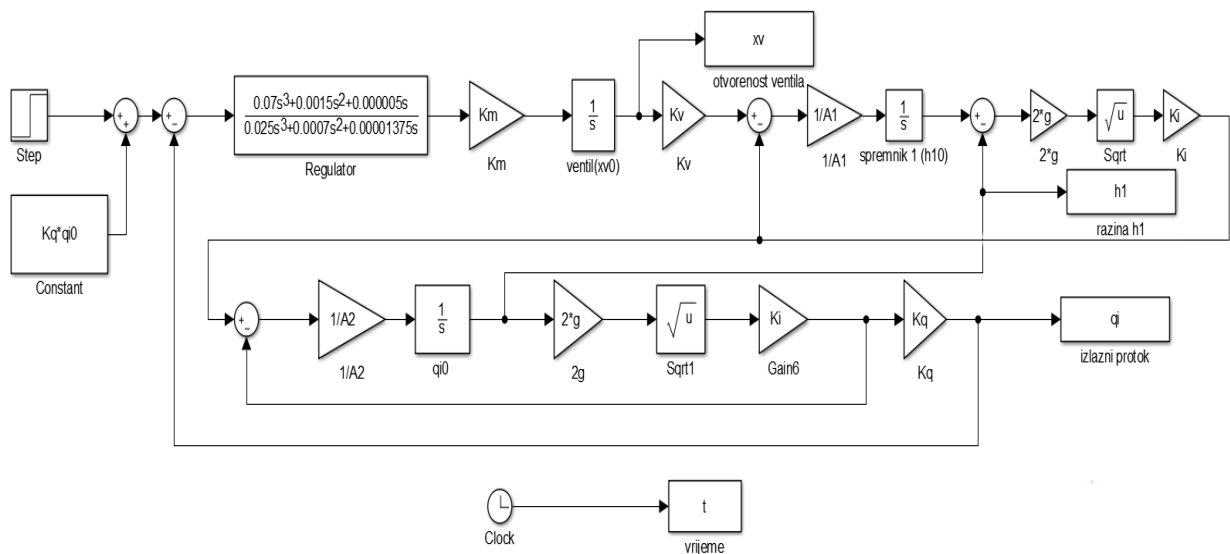 xv
otvorenost ventila
Step
+
+
+
−
0.07s³+0.0015s²+0.000005s
0.025s³+0.0007s²+0.00001375s
Regulator
Km
Km
1
s
ventil(xv0)
Kv
Kv
+
−
1/A1
1/A1
1
s
spremnik 1 (h10)
+
−
2*g
2*g
√u
Sqrt
Ki
Ki
h1
razina h1
Kq*qi0
Constant
+
−
1/A2
1/A2
1
s
qi0
2*g
2g
√u
Sqrt1
Ki
Gain6
Kq
Kq
qi
izlazni protok
Clock
t
vrijeme